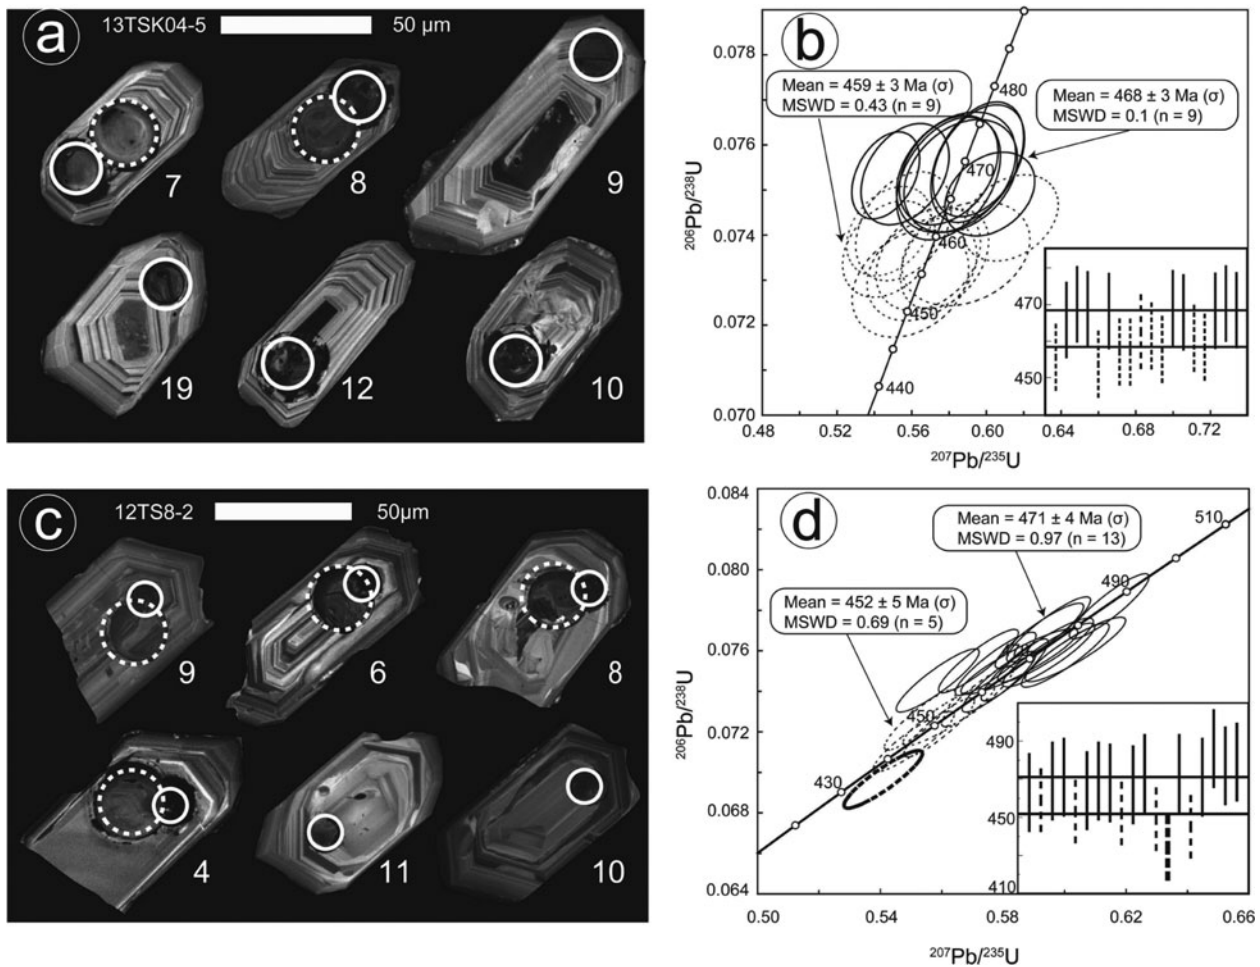 a
13TSK04-5
50 µm
7
8
9
19
12
10
b
0.078
0.076
0.074
0.072
0.070
²⁰⁶Pb/²³⁸U
Mean = 459 ± 3 Ma (σ)
MSWD = 0.43 (n = 9)
Mean = 468 ± 3 Ma (σ)
MSWD = 0.1 (n = 9)
480
470
460
450
440
470
450
0.48
0.52
0.56
0.60
0.64
0.68
0.72
²⁰⁷Pb/²³⁵U
c
12TS8-2
50µm
9
6
8
4
11
10
d
0.084
0.080
0.076
0.072
0.068
0.064
²⁰⁶Pb/²³⁸U
Mean = 471 ± 4 Ma (σ)
MSWD = 0.97 (n = 13)
Mean = 452 ± 5 Ma (σ)
MSWD = 0.69 (n = 5)
510
490
450
430
490
450
410
0.50
0.54
0.58
0.62
0.66
²⁰⁷Pb/²³⁵U